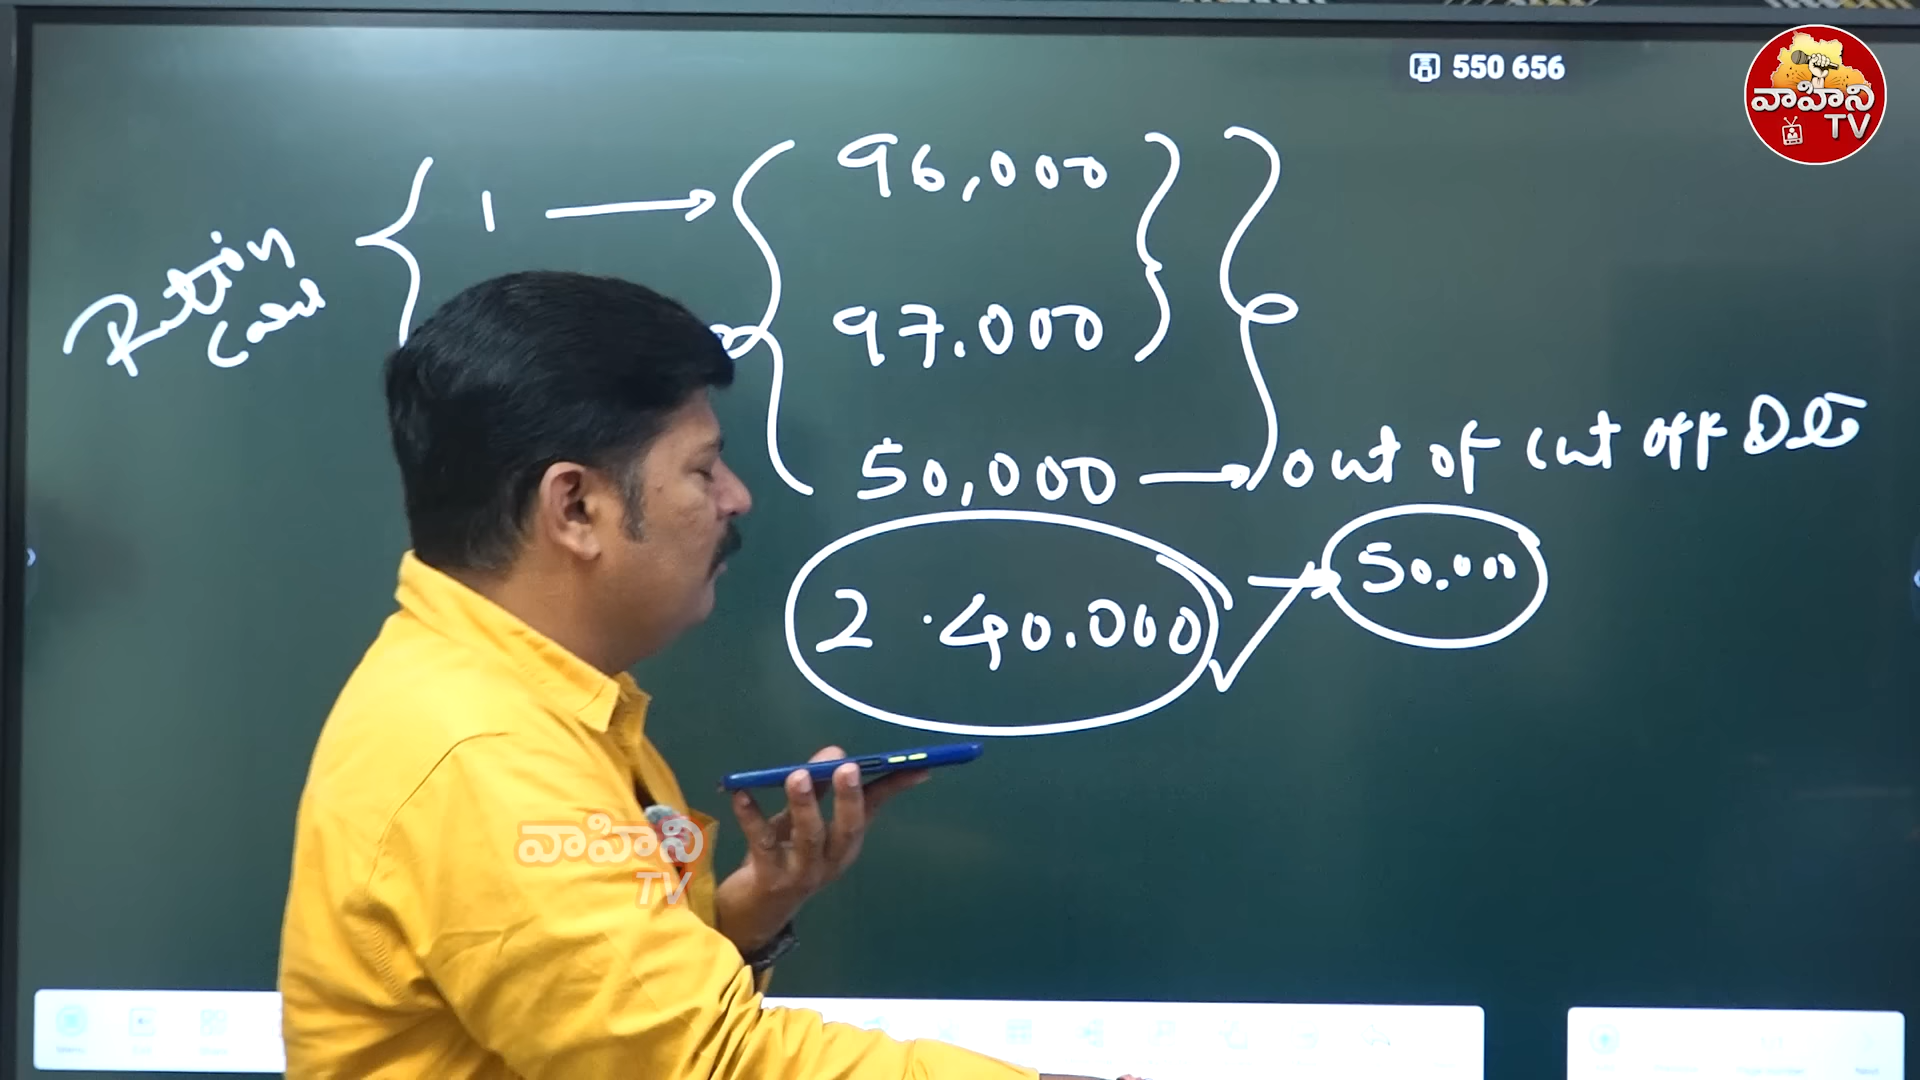 550 656
వాహిని
TV
Rattion
Card
1
96,000
97.000
50,000 out of cut off Date
2.40.000 50.000
వాహిని
TV